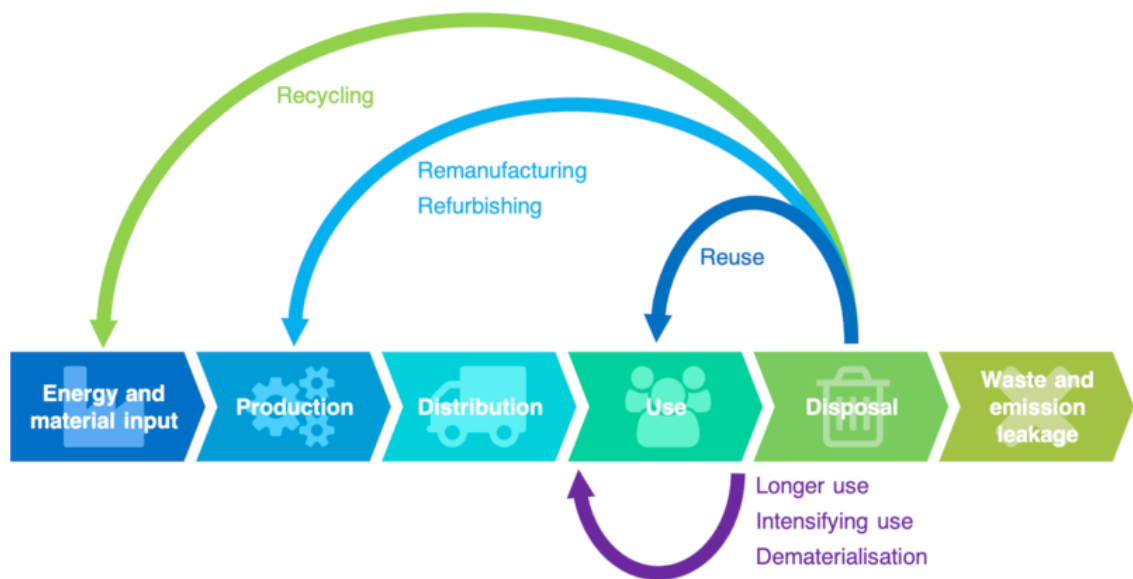 Recycling
Remanufacturing
Refurbishing
Reuse
Energy and
material input
Production
Distribution
Use
Disposal
Waste and
emission
leakage
Longer use
Intensifying use
Dematerialisation